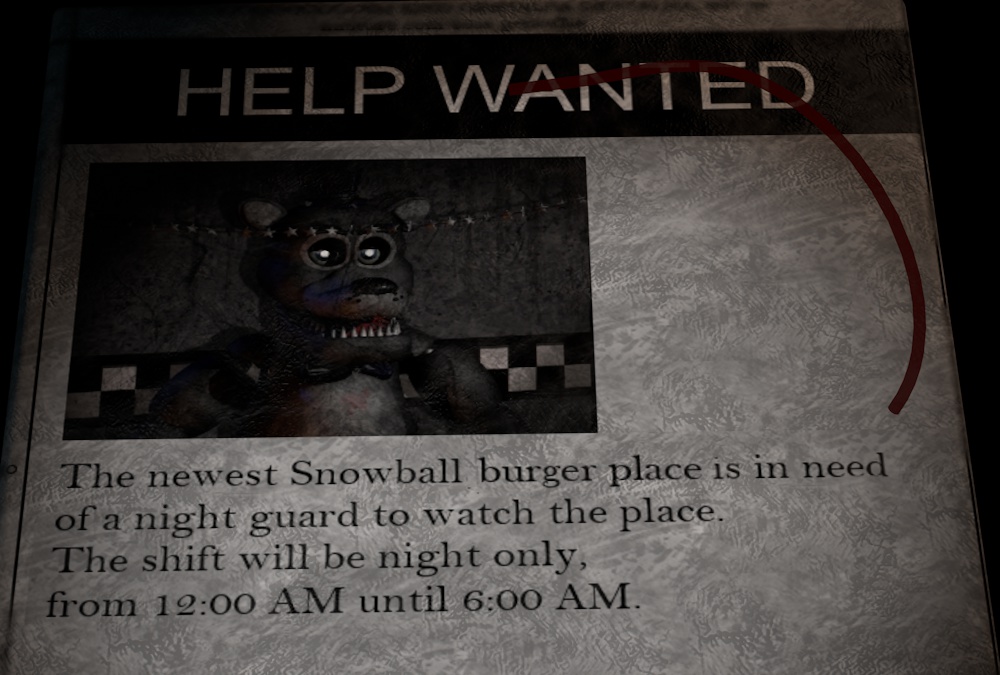 HELP WANTED
The newest Snowball burger place is in need
of a night guard to watch the place.
The shift will be night only,
from 12:00 AM until 6:00 AM.